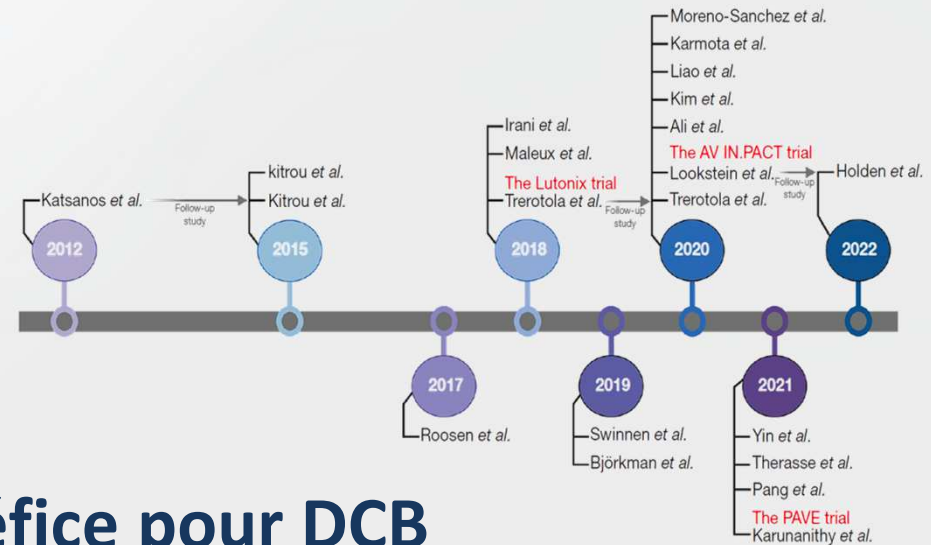 Moreno-Sanchez et al.
Karmota et al.
Liao et al.
Kim et al.
Ali et al.
The AV IN.PACT trial
Lookstein et al.
Follow-up study
Trerotola et al.
Holden et al.
Irani et al.
Maleux et al.
The Lutonix trial
Trerotola et al.
Follow-up study
kitrou et al.
Kitrou et al.
Katsanos et al.
Follow-up study
2012
2015
2018
2020
2022
2017
2019
2021
Roosen et al.
Swinnen et al.
Björkman et al.
Yin et al.
Therasse et al.
Pang et al.
The PAVE trial
Karunanithy et al.
éfice pour DCB